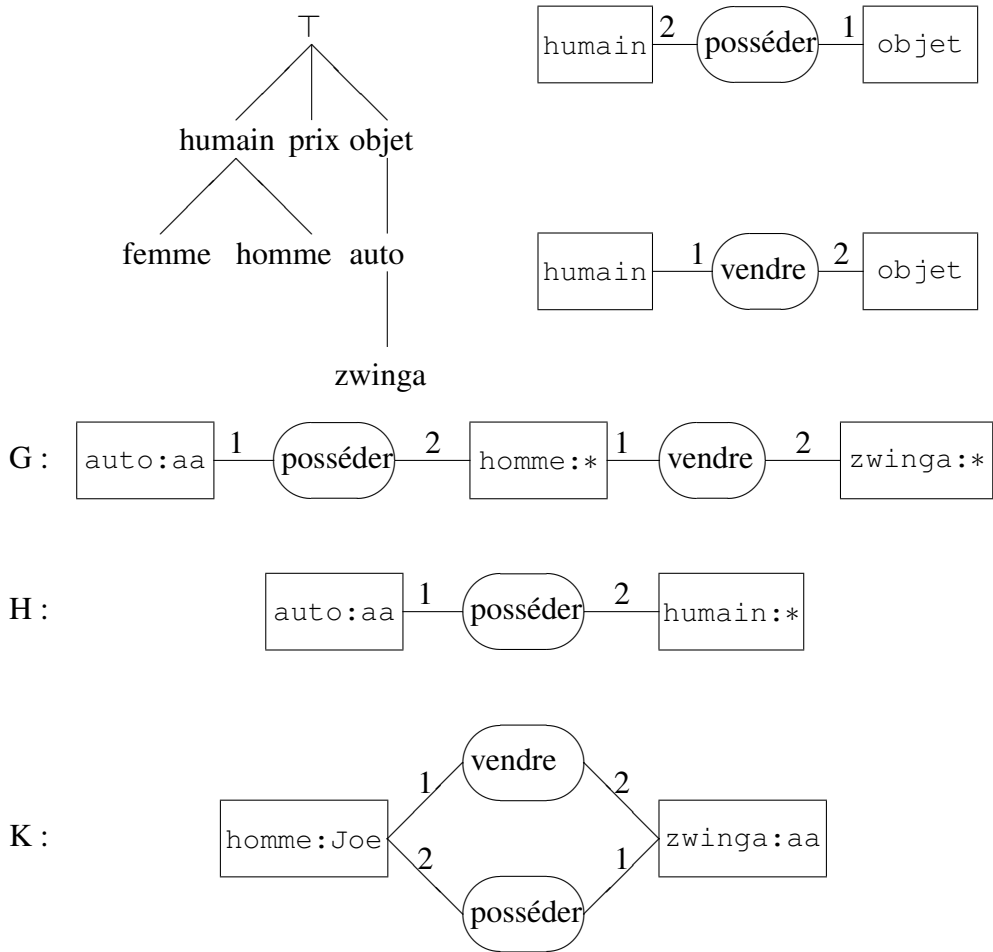 ⊤
humain 2 posséder 1 objet
humain prix objet
femme homme auto
humain 1 vendre 2 objet
zwinga
G : auto:aa 1 posséder 2 homme:* 1 vendre 2 zwinga:*
H : auto:aa 1 posséder 2 humain:*
vendre
1 2
K : homme:Joe zwinga:aa
2 1
posséder